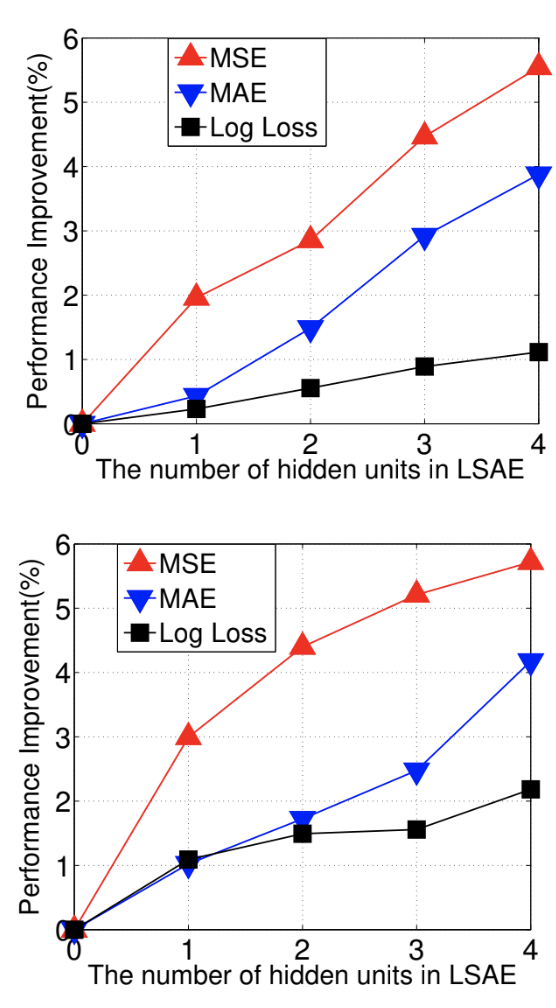 Performance Improvement(%)
6
5
4
3
2
1
0
MSE
MAE
Log Loss
0 1 2 3 4
The number of hidden units in LSAE
Performance Improvement(%)
6
5
4
3
2
1
0
MSE
MAE
Log Loss
0 1 2 3 4
The number of hidden units in LSAE